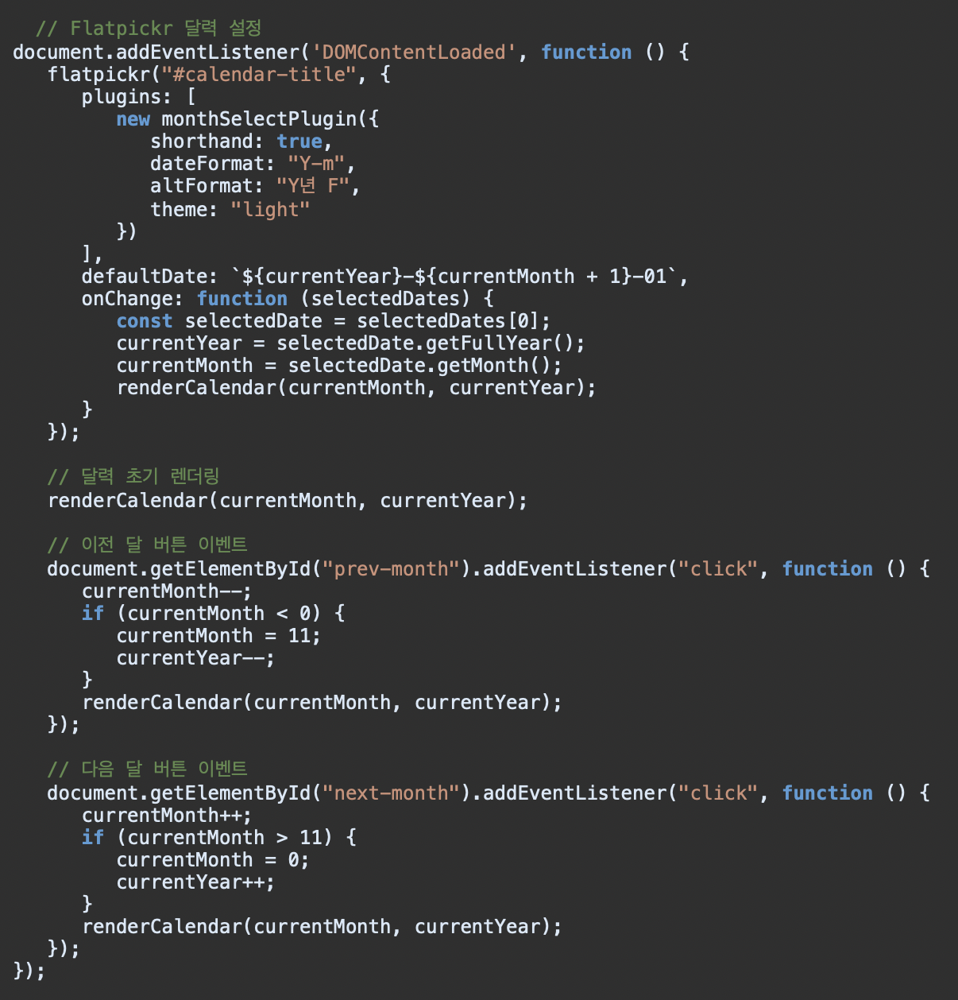 // Flatpickr 달력 설정
document.addEventListener('DOMContentLoaded', function () {
   flatpickr("#calendar-title", {
      plugins: [
         new monthSelectPlugin({
            shorthand: true,
            dateFormat: "Y-m",
            altFormat: "Y년 F",
            theme: "light"
         })
      ],
      defaultDate: `${currentYear}-${currentMonth + 1}-01`,
      onChange: function (selectedDates) {
         const selectedDate = selectedDates[0];
         currentYear = selectedDate.getFullYear();
         currentMonth = selectedDate.getMonth();
         renderCalendar(currentMonth, currentYear);
      }
   });

   // 달력 초기 렌더링
   renderCalendar(currentMonth, currentYear);

   // 이전 달 버튼 이벤트
   document.getElementById("prev-month").addEventListener("click", function () {
      currentMonth--;
      if (currentMonth < 0) {
         currentMonth = 11;
         currentYear--;
      }
      renderCalendar(currentMonth, currentYear);
   });

   // 다음 달 버튼 이벤트
   document.getElementById("next-month").addEventListener("click", function () {
      currentMonth++;
      if (currentMonth > 11) {
         currentMonth = 0;
         currentYear++;
      }
      renderCalendar(currentMonth, currentYear);
   });
});